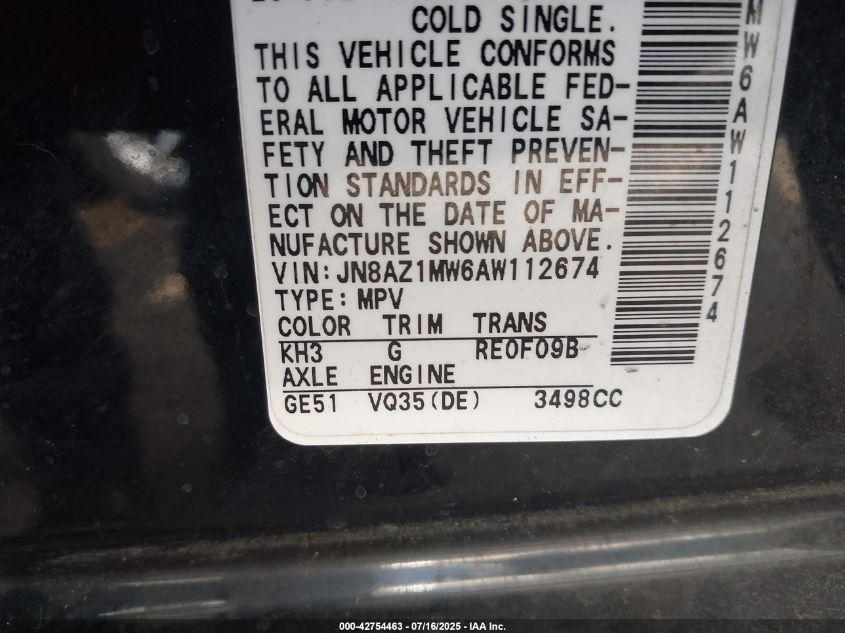 COLD SINGLE.
THIS VEHICLE CONFORMS
TO ALL APPLICABLE FED-
ERAL MOTOR VEHICLE SA-
FETY AND THEFT PREVEN-
TION STANDARDS IN EFF-
ECT ON THE DATE OF MA-
NUFACTURE SHOWN ABOVE.
VIN:JN8AZ1MW6AW112674
TYPE:MPV
COLOR TRIM TRANS
KH3 G RE0F09B
AXLE ENGINE
GE51 VQ35(DE) 3498CC
MW6AW112674
000-42754463 - 07/16/2025 - IAA Inc.